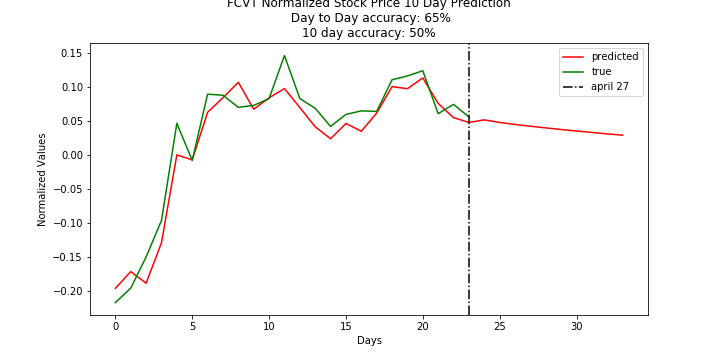 FCVT Normalized Stock Price 10 Day Prediction
Day to Day accuracy: 65%
10 day accuracy: 50%
predicted
true
april 27
0.15
0.10
0.05
0.00
−0.05
−0.10
−0.15
−0.20
Normalized Values
0 5 10 15 20 25 30
Days